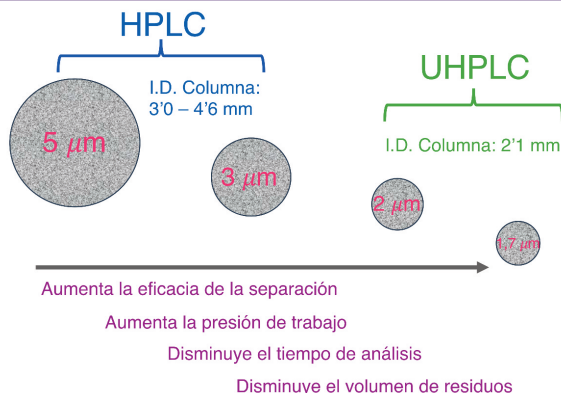 HPLC
I.D. Columna:
3'0 – 4'6 mm
UHPLC
I.D. Columna: 2'1 mm
5 µm
3 µm
2 µm
1,7 µm
Aumenta la eficacia de la separación
Aumenta la presión de trabajo
Disminuye el tiempo de análisis
Disminuye el volumen de residuos